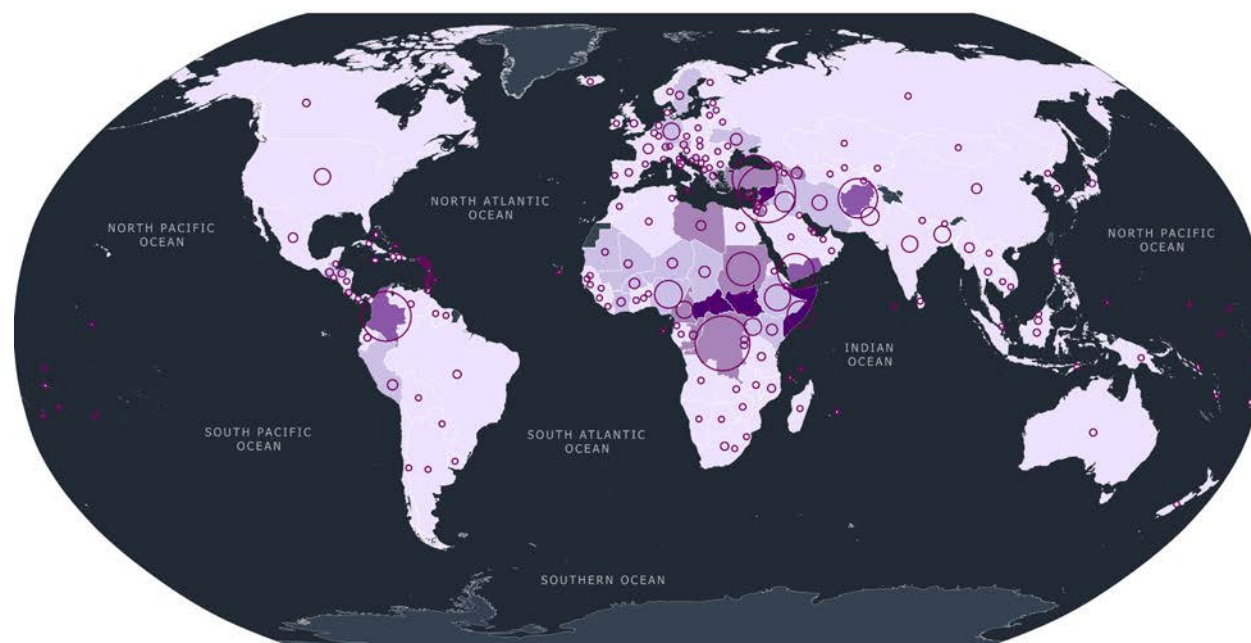 NORTH ATLANTIC
OCEAN
NORTH PACIFIC
OCEAN
NORTH PACIFIC
OCEAN
INDIAN
OCEAN
SOUTH PACIFIC
OCEAN
SOUTH ATLANTIC
OCEAN
SOUTHERN OCEAN